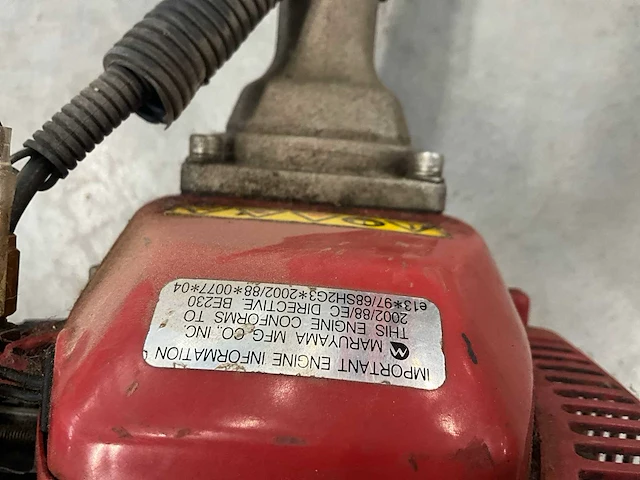 IMPORTANT ENGINE INFORMATION
MARUYAMA MFG CO., INC.
THIS ENGINE CONFORMS TO
2002/88/EC DIRECTIVE. BE230
e13*97/68SH2G3*2002/88*0077*04